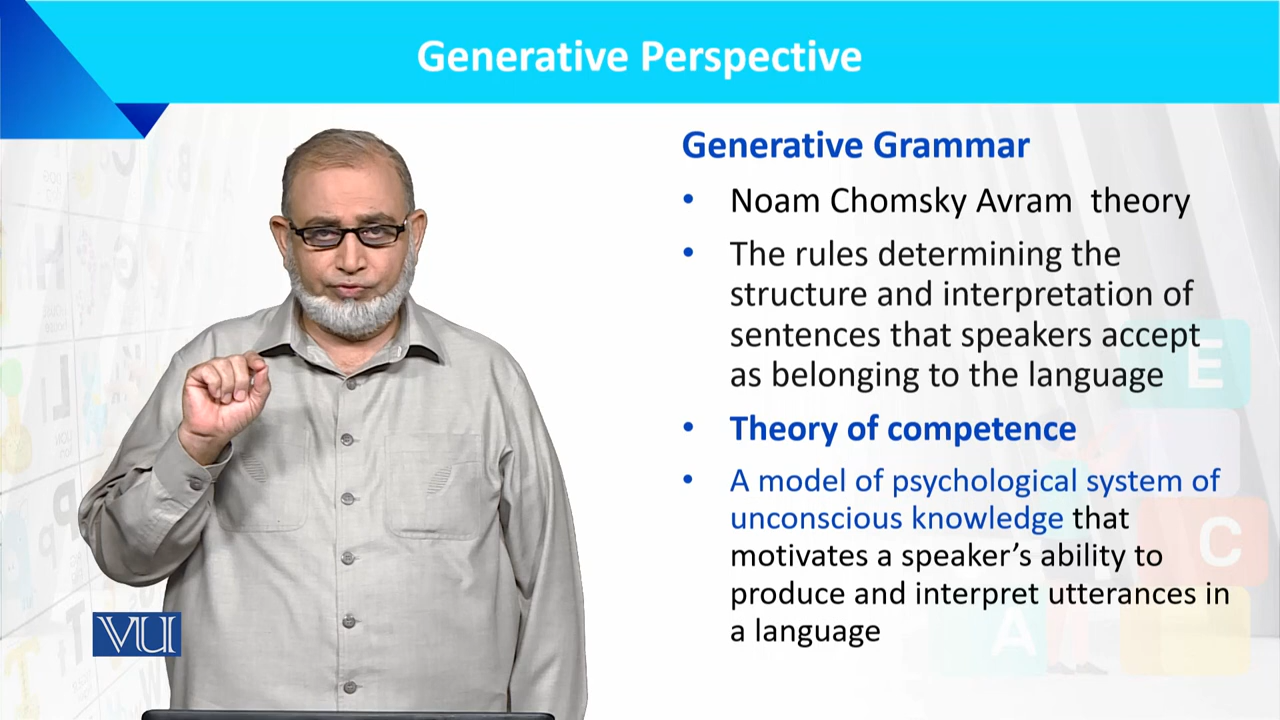 Generative Perspective
Generative Grammar
• Noam Chomsky Avram theory
• The rules determining the
structure and interpretation of
sentences that speakers accept
as belonging to the language
• Theory of competence
• A model of psychological system of
unconscious knowledge that
motivates a speaker’s ability to
produce and interpret utterances in
a language
VU
E
C
A